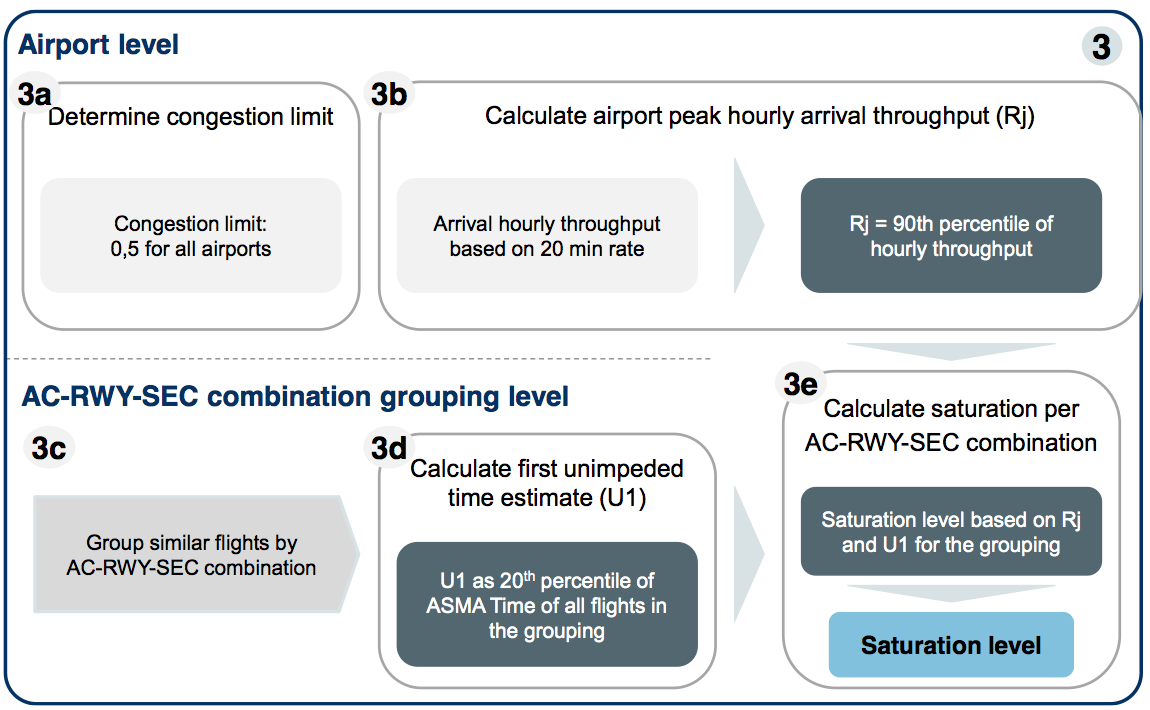 Airport level
3
3a
Determine congestion limit
Congestion limit:
0,5 for all airports
3b
Calculate airport peak hourly arrival throughput (Rj)
Arrival hourly throughput
based on 20 min rate
Rj = 90th percentile of
hourly throughput
AC-RWY-SEC combination grouping level
3c
Group similar flights by
AC-RWY-SEC combination
3d
Calculate first unimpeded
time estimate (U1)
U1 as 20th percentile of
ASMA Time of all flights in
the grouping
3e
Calculate saturation per
AC-RWY-SEC combination
Saturation level based on Rj
and U1 for the grouping
Saturation level